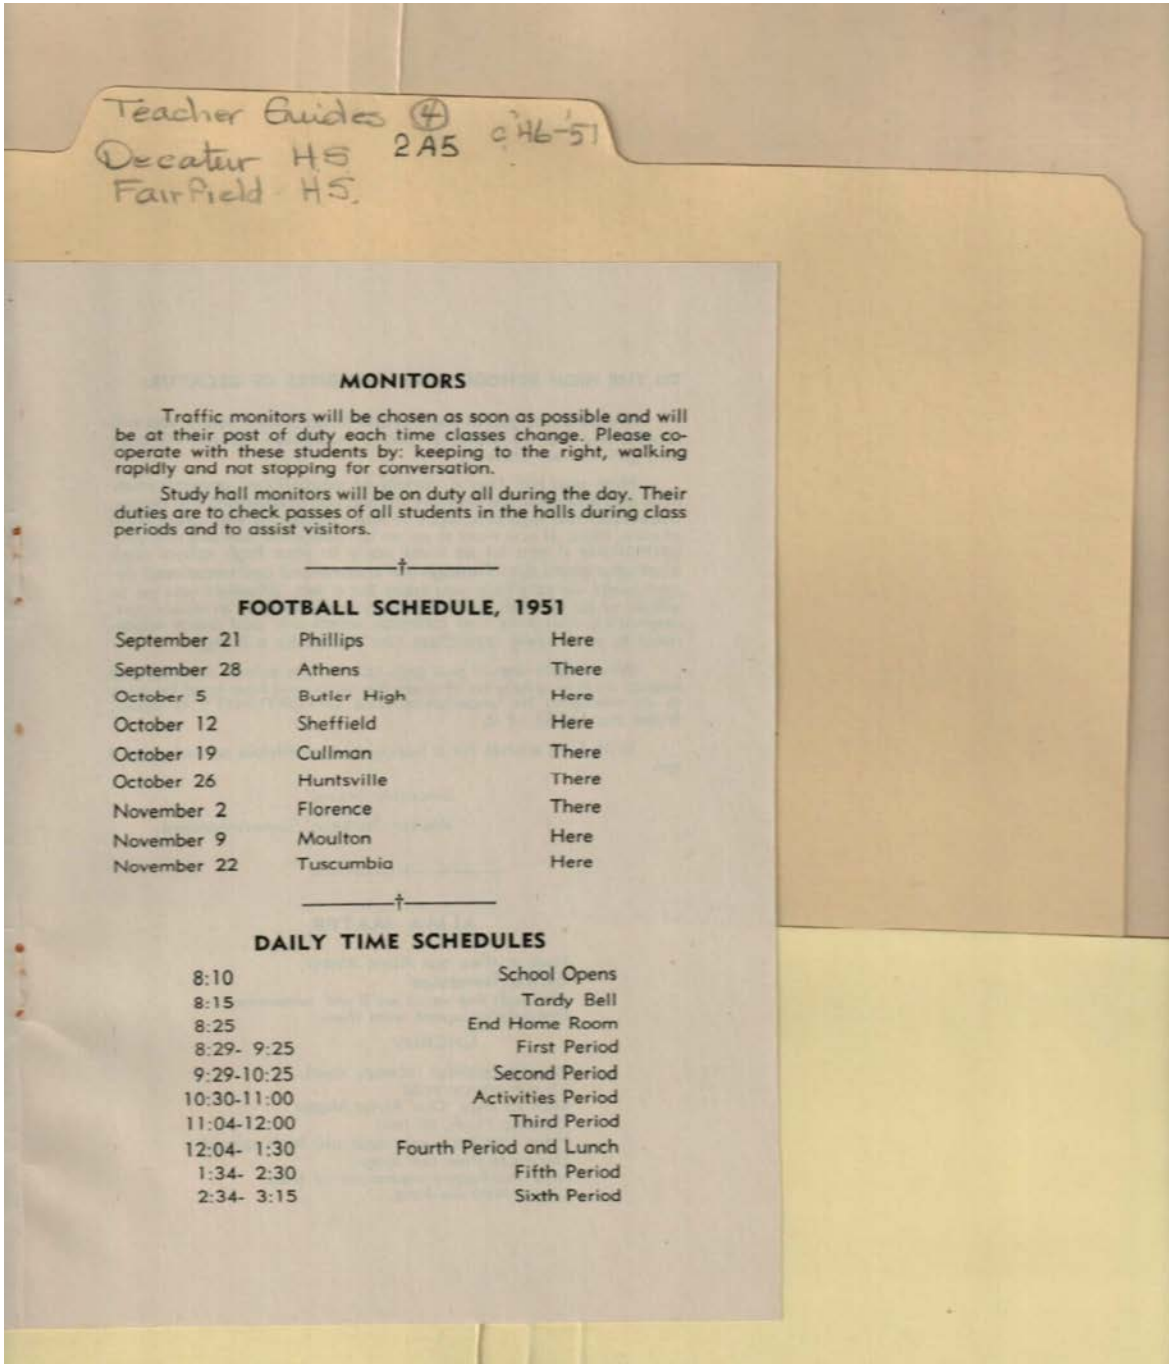 Teacher Guides 4 c'46-'51
Decatur HS 2A5
Fairfield HS.
MONITORS
Traffic monitors will be chosen as soon as possible and will
be at their post of duty each time classes change. Please co-
operate with these students by: keeping to the right, walking
rapidly and not stopping for conversation.
Study hall monitors will be on duty all during the day. Their
duties are to check passes of all students in the halls during class
periods and to assist visitors.
FOOTBALL SCHEDULE, 1951
September 21 Phillips Here
September 28 Athens There
October 5 Butler High Here
October 12 Sheffield Here
October 19 Cullman There
October 26 Huntsville There
November 2 Florence There
November 9 Moulton Here
November 22 Tuscumbia Here
DAILY TIME SCHEDULES
8:10 School Opens
8:15 Tardy Bell
8:25 End Home Room
8:29- 9:25 First Period
9:29-10:25 Second Period
10:30-11:00 Activities Period
11:04-12:00 Third Period
12:04- 1:30 Fourth Period and Lunch
1:34- 2:30 Fifth Period
2:34- 3:15 Sixth Period